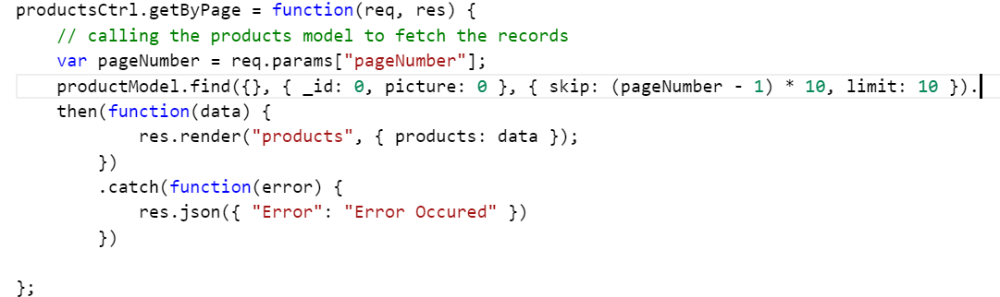 productsCtrl.getByPage = function(req, res) {
    // calling the products model to fetch the records
    var pageNumber = req.params["pageNumber"];
    productModel.find({}, { _id: 0, picture: 0 }, { skip: (pageNumber - 1) * 10, limit: 10 }).
    then(function(data) {
            res.render("products", { products: data });
        })
        .catch(function(error) {
            res.json({ "Error": "Error Occured" })
        })
};